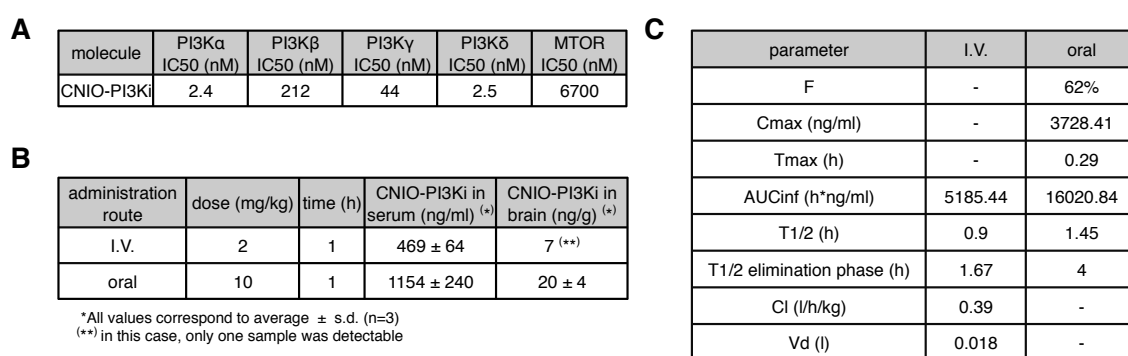 A
molecule PI3Kα IC50 (nM) PI3Kβ IC50 (nM) PI3Kγ IC50 (nM) PI3Kδ IC50 (nM) MTOR IC50 (nM)
CNIO-PI3Ki 2.4 212 44 2.5 6700
B
administration route dose (mg/kg) time (h) CNIO-PI3Ki in serum (ng/ml) (*) CNIO-PI3Ki in brain (ng/g) (*)
I.V. 2 1 469 ± 64 7 (**)
oral 10 1 1154 ± 240 20 ± 4
*All values correspond to average ± s.d. (n=3)
(**) in this case, only one sample was detectable
C
parameter I.V. oral
F - 62%
Cmax (ng/ml) - 3728.41
Tmax (h) - 0.29
AUCinf (h*ng/ml) 5185.44 16020.84
T1/2 (h) 0.9 1.45
T1/2 elimination phase (h) 1.67 4
Cl (l/h/kg) 0.39 -
Vd (l) 0.018 -